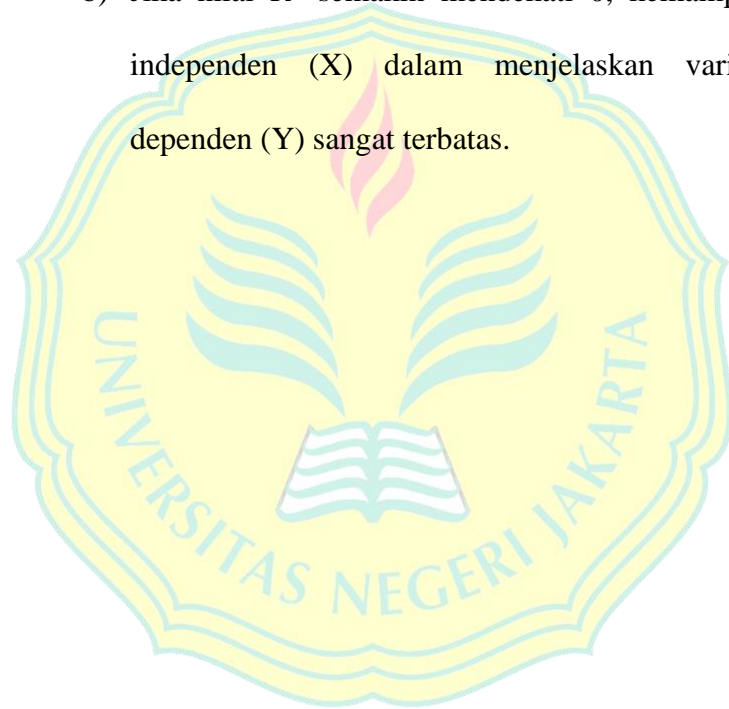 independen (X) dalam menjelaskan vari
dependen (Y) sangat terbatas.
UNIVERSITAS NEGERI JAKARTA